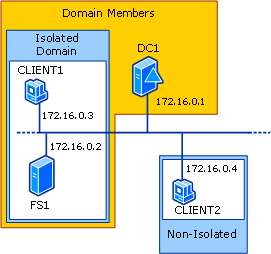 Domain Members
Isolated
Domain
CLIENT1
DC1
172.16.0.3
172.16.0.1
172.16.0.2
FS1
172.16.0.4
CLIENT2
Non-Isolated